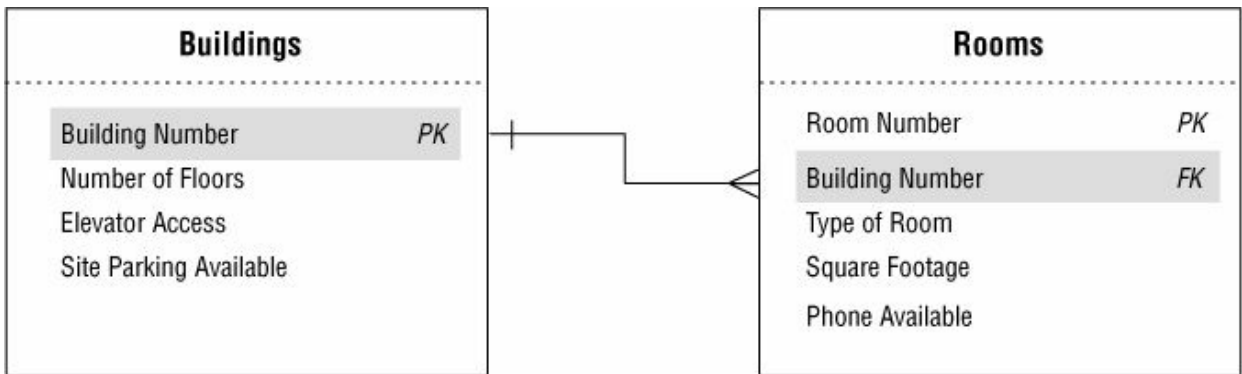 Buildings
Building Number PK
Number of Floors
Elevator Access
Site Parking Available
Rooms
Room Number PK
Building Number FK
Type of Room
Square Footage
Phone Available